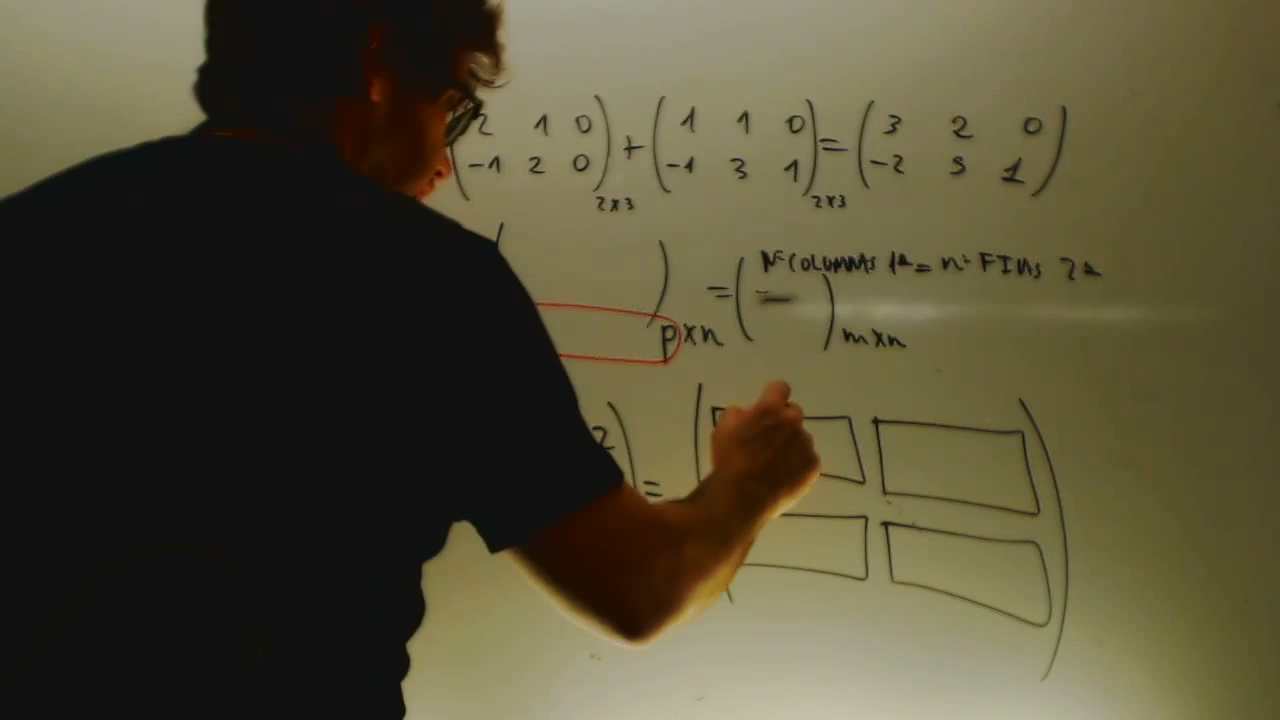 2 1 0 + 1 1 0 = 3 2 0
-1 2 0 -1 3 1 -2 5 1
2x3 2x3
Nº COLUMNAS 1ª = nº FILAS 2ª
= ( )
pxn mxn
2
=